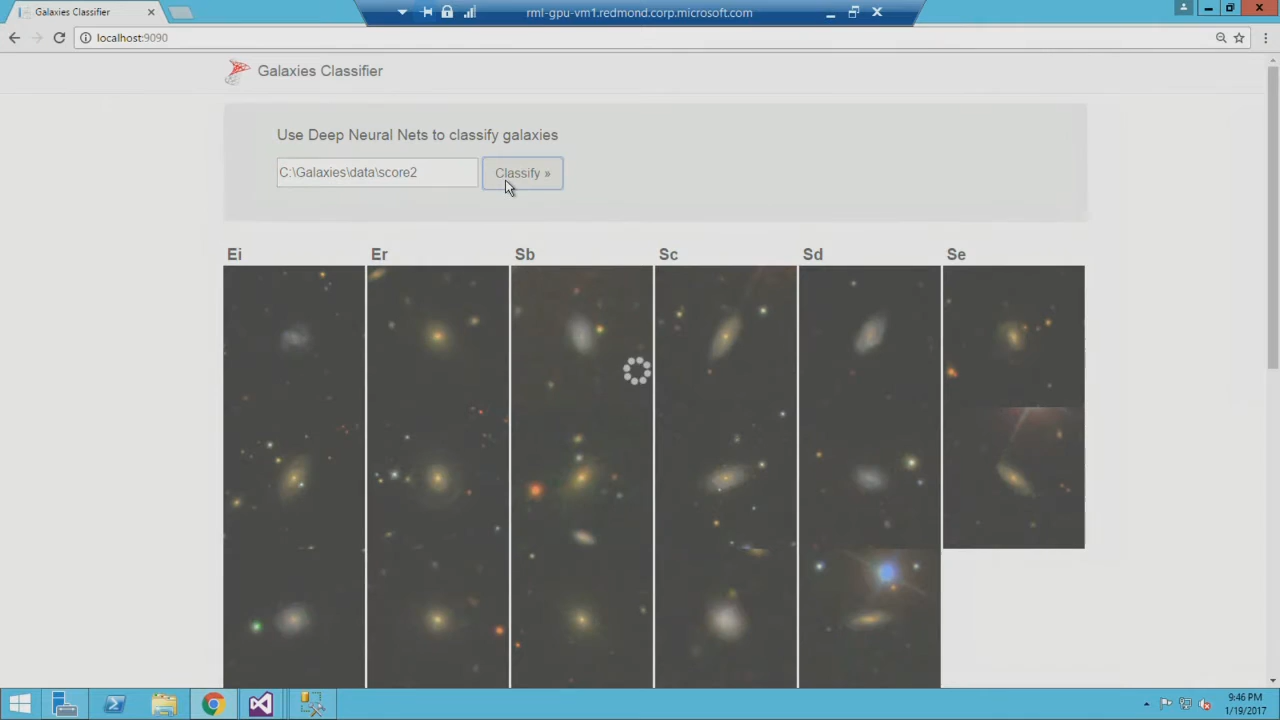 Galaxies Classifier
rml-gpu-vm1.redmond.corp.microsoft.com
localhost:9090
Galaxies Classifier
Use Deep Neural Nets to classify galaxies
C:\Galaxies\data\score2
Classify »
Ei Er Sb Sc Sd Se
9:46 PM
1/19/2017